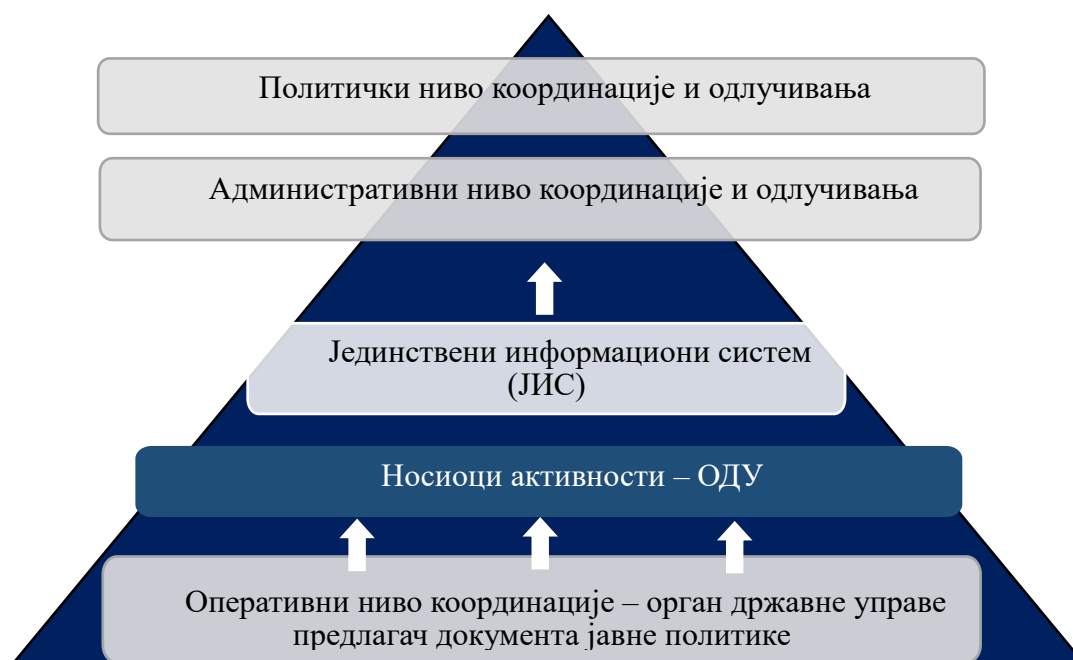 Политички ниво координације и одлучивања
Административни ниво координације и одлучивања
Јединствени информациони систем
(ЈИС)
Носиоци активности – ОДУ
Оперативни ниво координације – орган државне управе
предлагач документа јавне политике